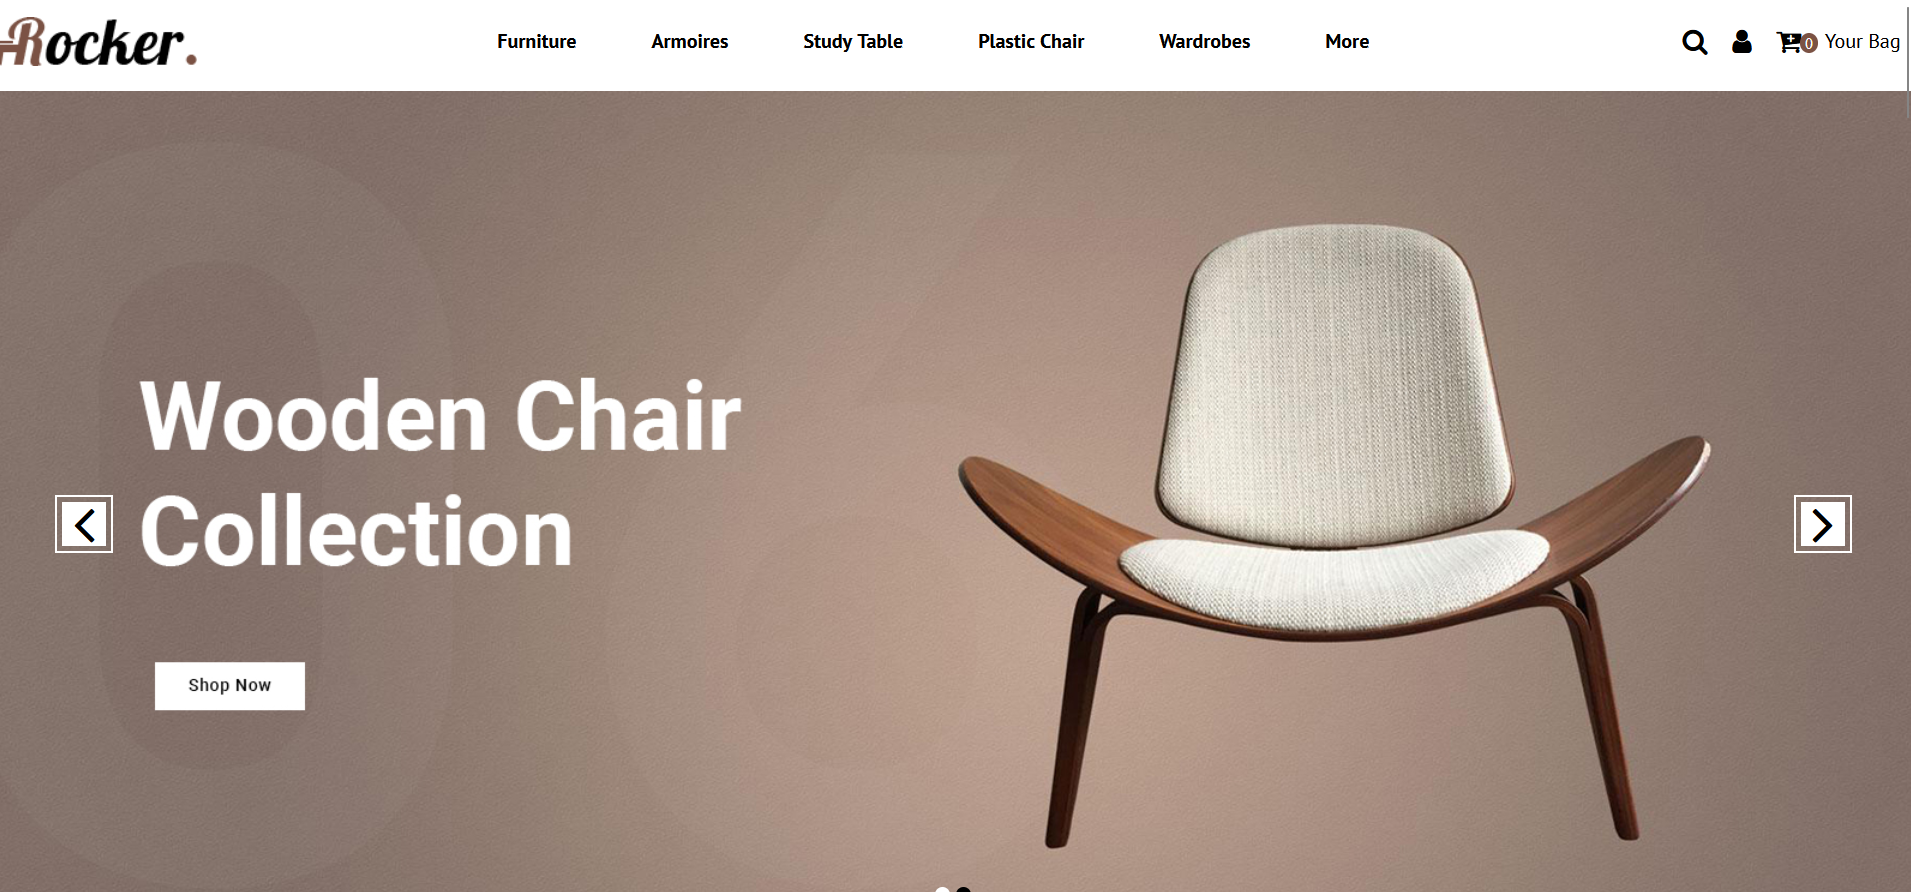 Rocker.
Furniture Armoires Study Table Plastic Chair Wardrobes More
0 Your Bag
Wooden Chair
Collection
Shop Now